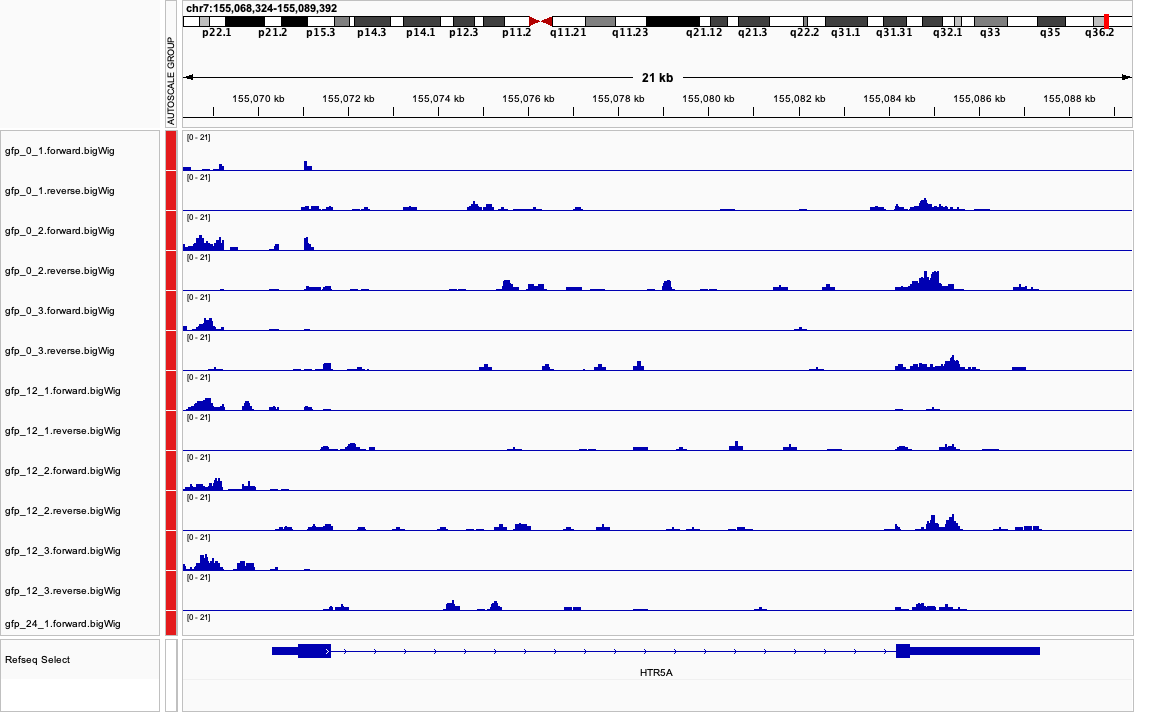 chr7:155,068,324-155,089,392
p22.1 p21.2 p15.3 p14.3 p14.1 p12.3 p11.2 q11.21 q11.23 q21.12 q21.3 q22.2 q31.1 q31.31 q32.1 q33 q35 q36.2
AUTOSCALE GROUP
21 kb
155,070 kb 155,072 kb 155,074 kb 155,076 kb 155,078 kb 155,080 kb 155,082 kb 155,084 kb 155,086 kb 155,088 kb
[0 - 21]
gfp_0_1.forward.bigWig
[0 - 21]
gfp_0_1.reverse.bigWig
[0 - 21]
gfp_0_2.forward.bigWig
[0 - 21]
gfp_0_2.reverse.bigWig
[0 - 21]
gfp_0_3.forward.bigWig
[0 - 21]
gfp_0_3.reverse.bigWig
[0 - 21]
gfp_12_1.forward.bigWig
[0 - 21]
gfp_12_1.reverse.bigWig
[0 - 21]
gfp_12_2.forward.bigWig
[0 - 21]
gfp_12_2.reverse.bigWig
[0 - 21]
gfp_12_3.forward.bigWig
[0 - 21]
gfp_12_3.reverse.bigWig
[0 - 21]
gfp_24_1.forward.bigWig
Refseq Select
HTR5A